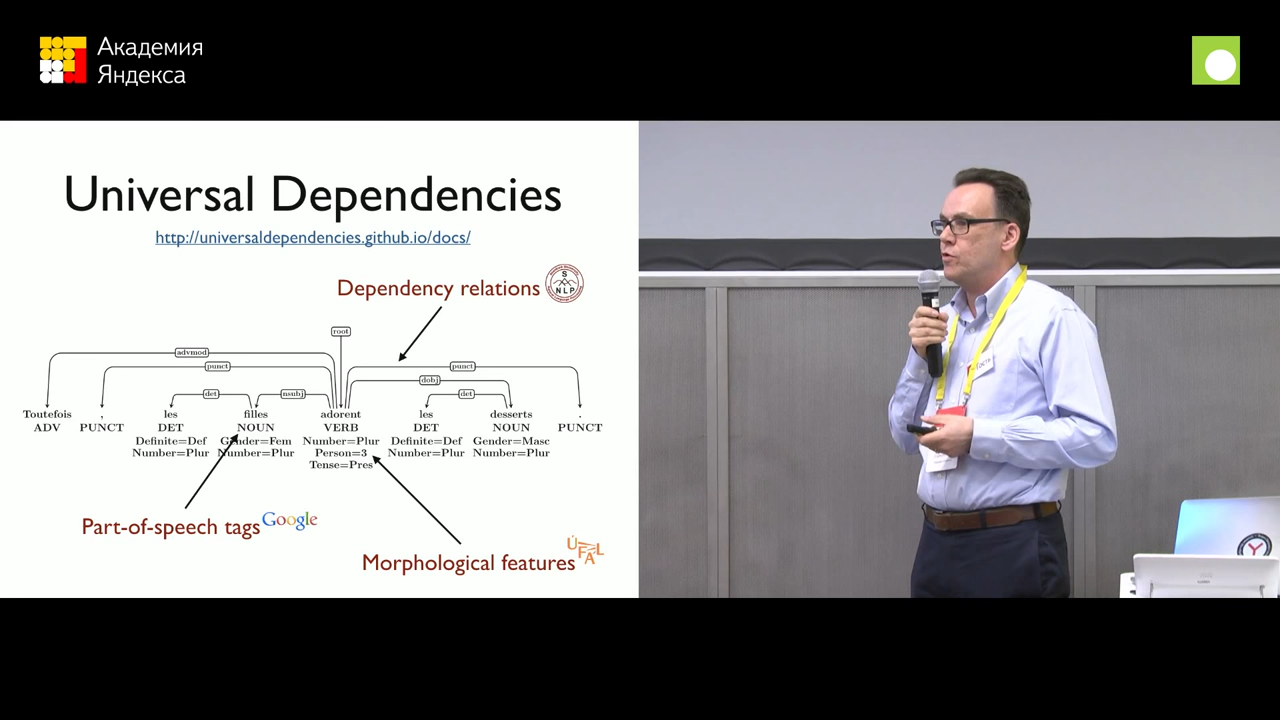 Академия
Яндекса
Universal Dependencies
http://universaldependencies.github.io/docs/
Dependency relations
S
NLP
root
advmod
punct
punct
dobj
det
nsubj
det
Toutefois , les filles adorent les desserts .
ADV PUNCT DET NOUN VERB DET NOUN PUNCT
Definite=Def Gender=Fem Number=Plur Definite=Def Gender=Masc
Number=Plur Number=Plur Person=3 Number=Plur Number=Plur
Tense=Pres
Part-of-speech tags Google
Morphological features ÚFAL